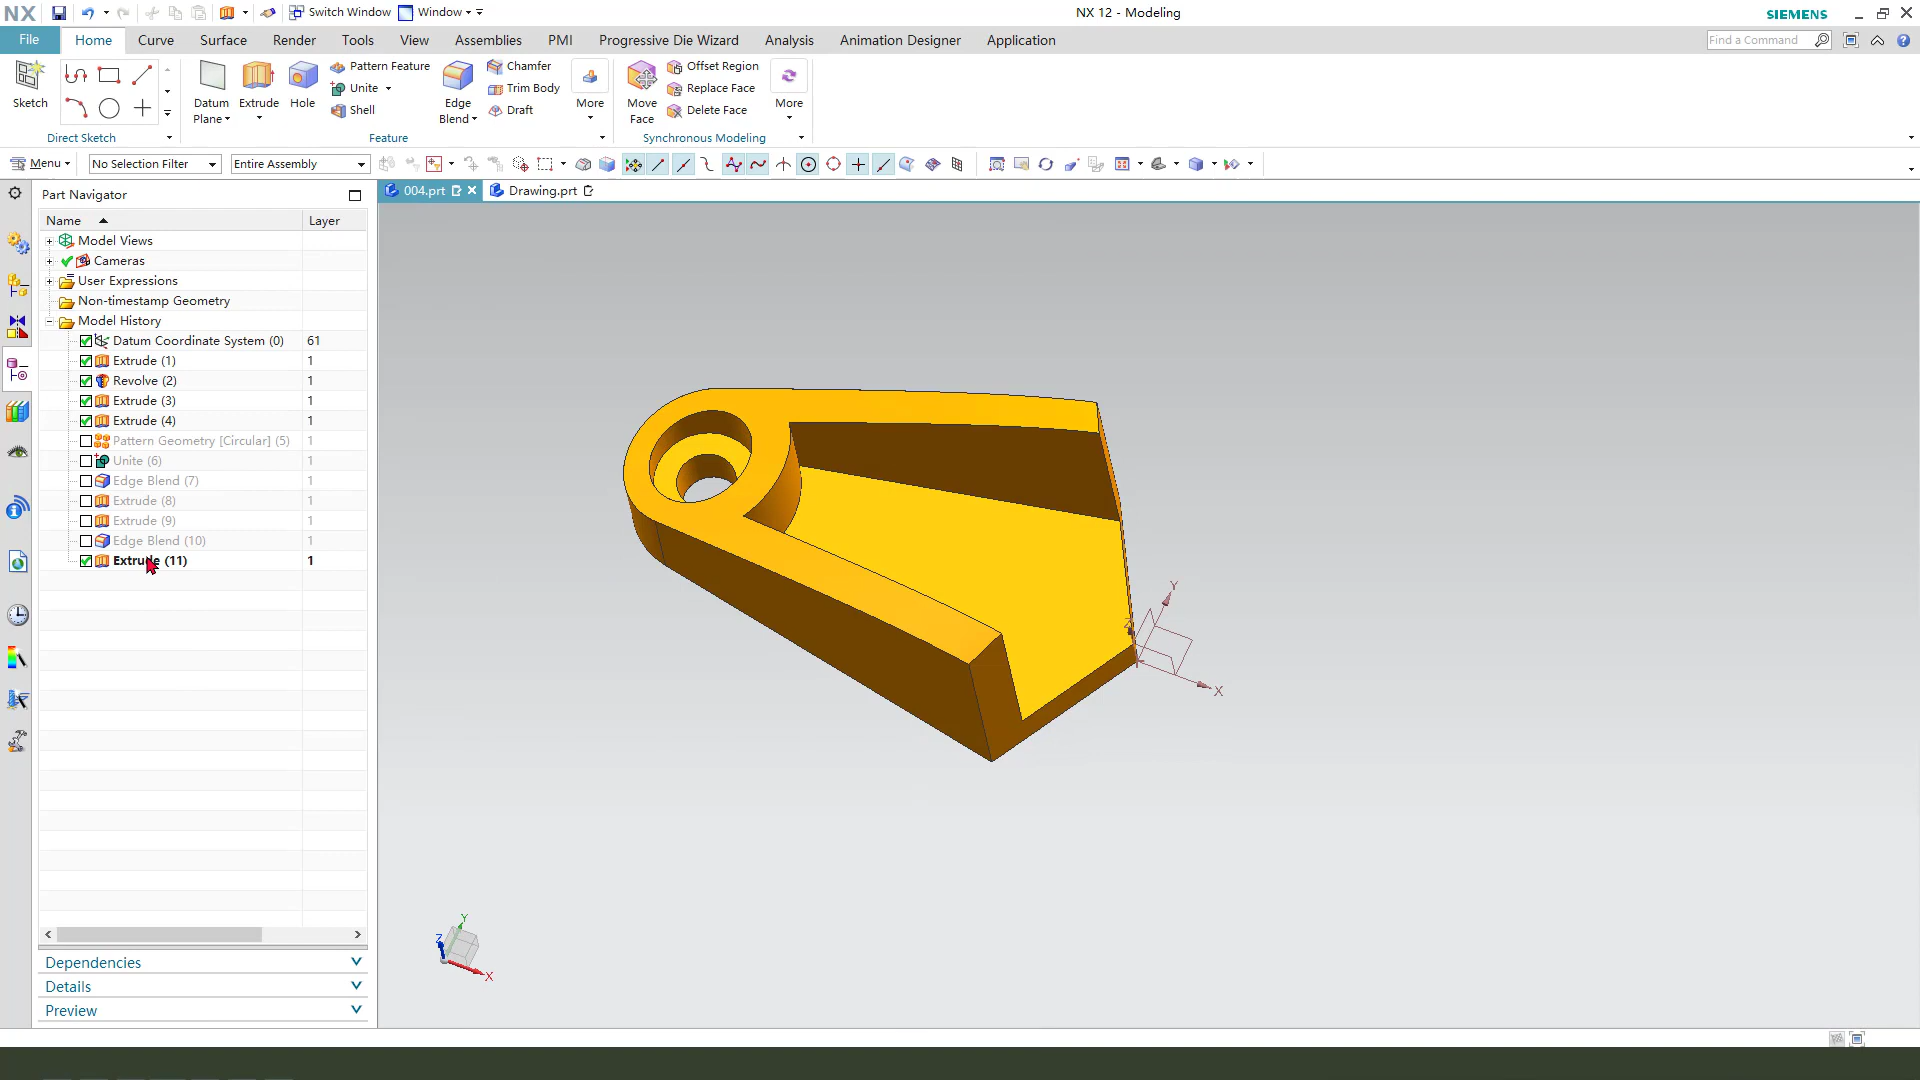 NX Switch Window Window NX 12 - Modeling SIEMENS
File Home Curve Surface Render Tools View Assemblies PMI Progressive Die Wizard Analysis Animation Designer Application Find a Command
Sketch Datum Plane Extrude Hole Pattern Feature Unite Shell Edge Blend Chamfer Trim Body Draft More Move Face Offset Region Replace Face Delete Face More
Direct Sketch Feature Synchronous Modeling
Menu No Selection Filter Entire Assembly
Part Navigator 004.prt Drawing.prt
Name Layer
Model Views
Cameras
User Expressions
Non-timestamp Geometry
Model History
Datum Coordinate System (0) 61
Extrude (1) 1
Revolve (2) 1
Extrude (3) 1
Extrude (4) 1
Pattern Geometry [Circular] (5) 1
Unite (6) 1
Edge Blend (7) 1
Extrude (8) 1
Extrude (9) 1
Edge Blend (10) 1
Extrude (11) 1
Y
Z
X
Y
Z
X
Dependencies
Details
Preview